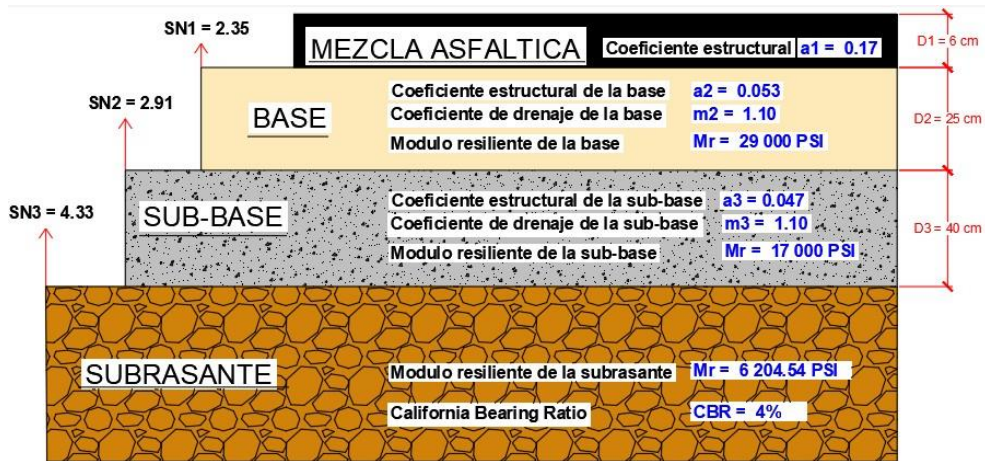 SN1 = 2.35
MEZCLA ASFALTICA
Coeficiente estructural a1 = 0.17
D1 = 6 cm
SN2 = 2.91
BASE
Coeficiente estructural de la base a2 = 0.053
Coeficiente de drenaje de la base m2 = 1.10
Modulo resiliente de la base Mr = 29 000 PSI
D2 = 25 cm
SN3 = 4.33
SUB-BASE
Coeficiente estructural de la sub-base a3 = 0.047
Coeficiente de drenaje de la sub-base m3 = 1.10
Modulo resiliente de la sub-base Mr = 17 000 PSI
D3 = 40 cm
SUBRASANTE
Modulo resiliente de la subrasante Mr = 6 204.54 PSI
California Bearing Ratio CBR = 4%